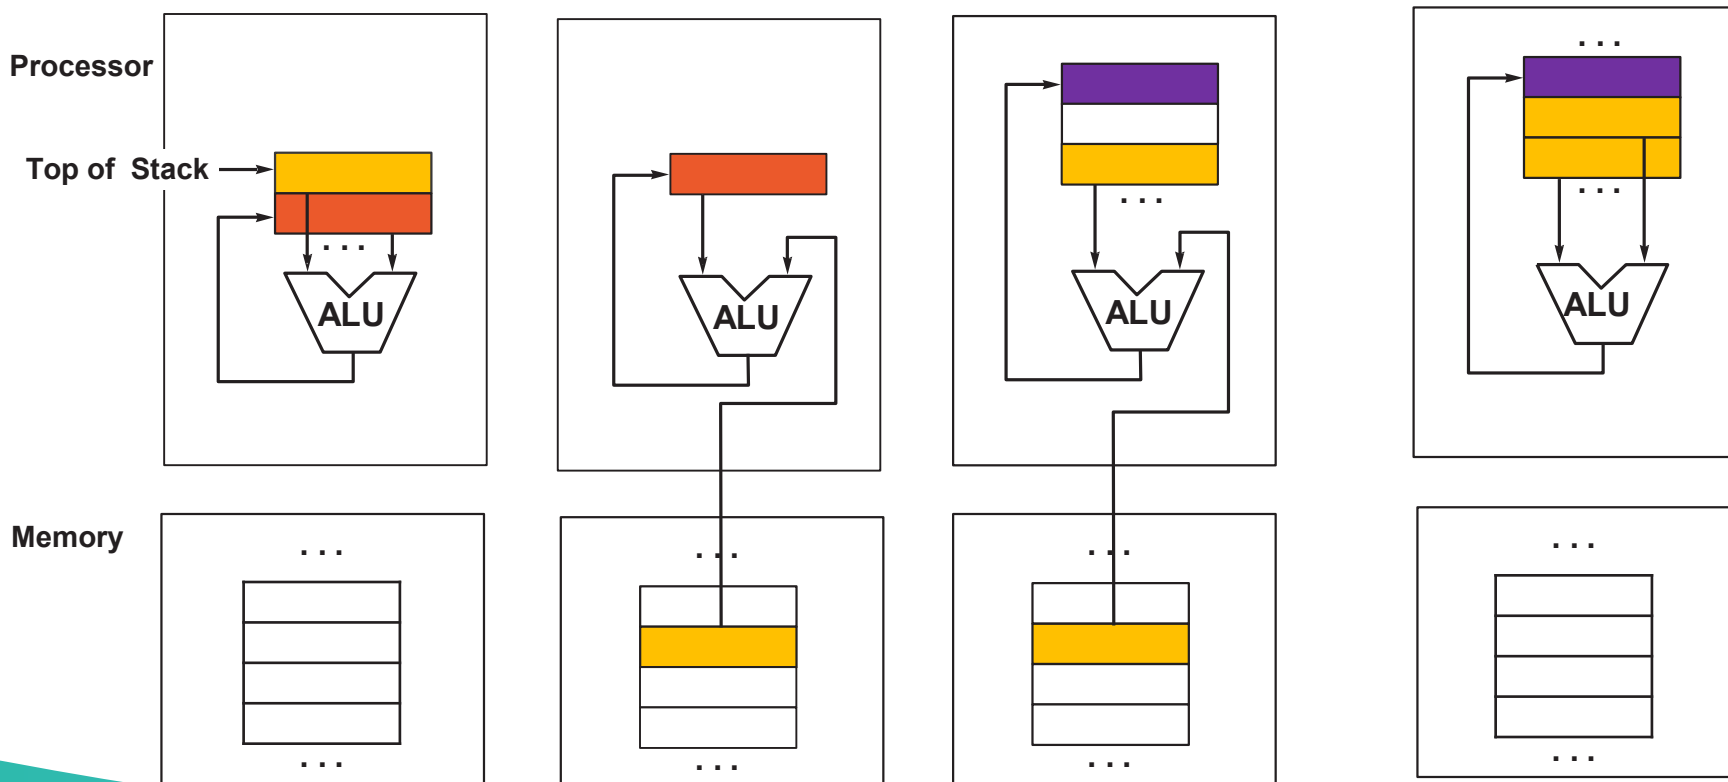 Processor
Top of Stack
. . .
ALU
ALU
. . .
ALU
. . .
. . .
ALU
Memory
. . .
. . .
. . .
. . .
. . .
. . .
. . .
. . .